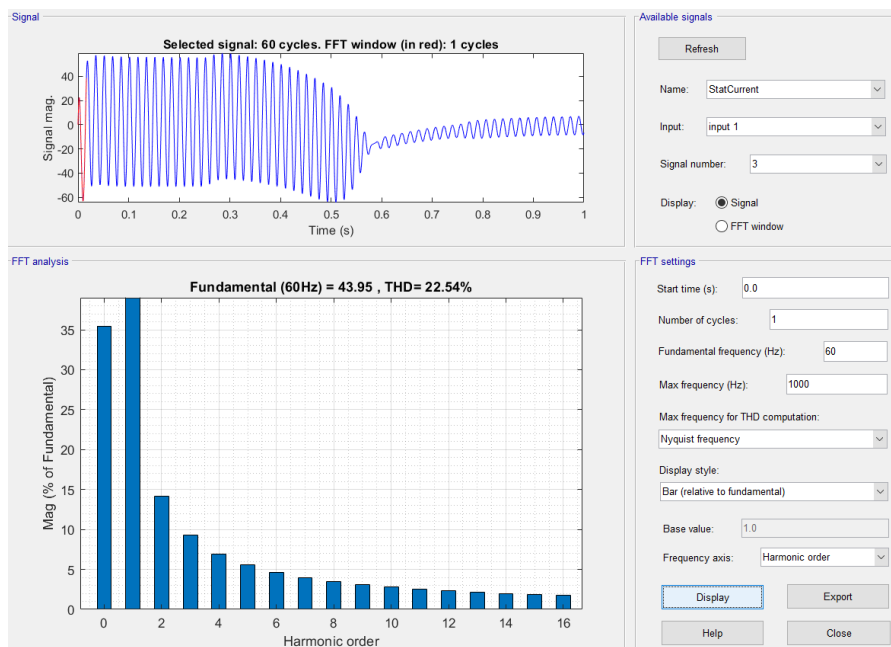 Signal
Selected signal: 60 cycles. FFT window (in red): 1 cycles
Signal mag.
40
20
0
-20
-40
-60
0 0.1 0.2 0.3 0.4 0.5 0.6 0.7 0.8 0.9 1
Time (s)
Available signals
Refresh
Name: StatCurrent
Input: input 1
Signal number: 3
Display: Signal
FFT window
FFT analysis
Fundamental (60Hz) = 43.95 , THD= 22.54%
Mag (% of Fundamental)
35
30
25
20
15
10
5
0
0 2 4 6 8 10 12 14 16
Harmonic order
FFT settings
Start time (s): 0.0
Number of cycles: 1
Fundamental frequency (Hz): 60
Max frequency (Hz): 1000
Max frequency for THD computation:
Nyquist frequency
Display style:
Bar (relative to fundamental)
Base value: 1.0
Frequency axis: Harmonic order
Display Export
Help Close